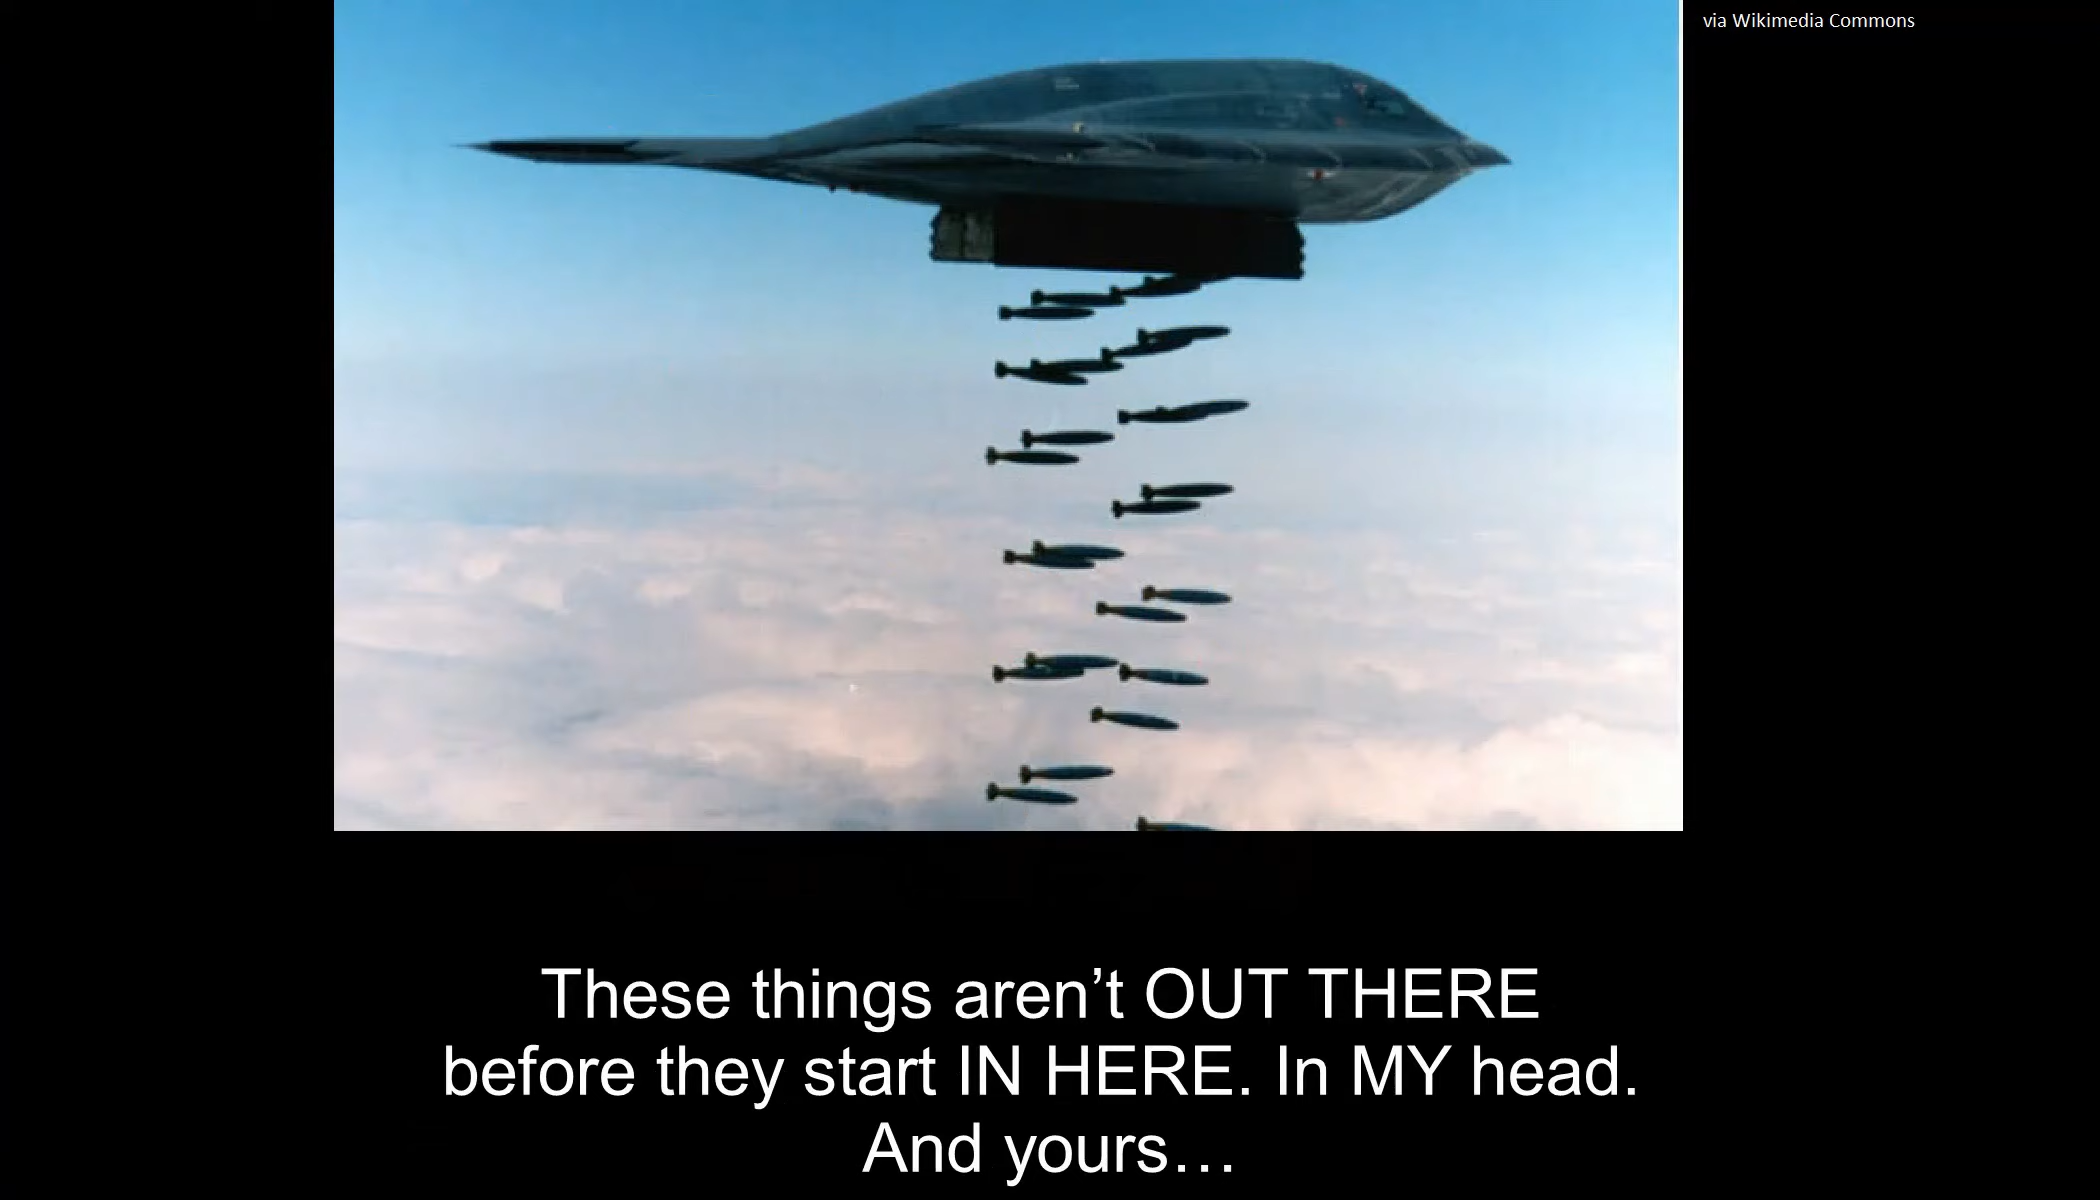 via Wikimedia Commons
These things aren’t OUT THERE
before they start IN HERE. In MY head.
And yours…